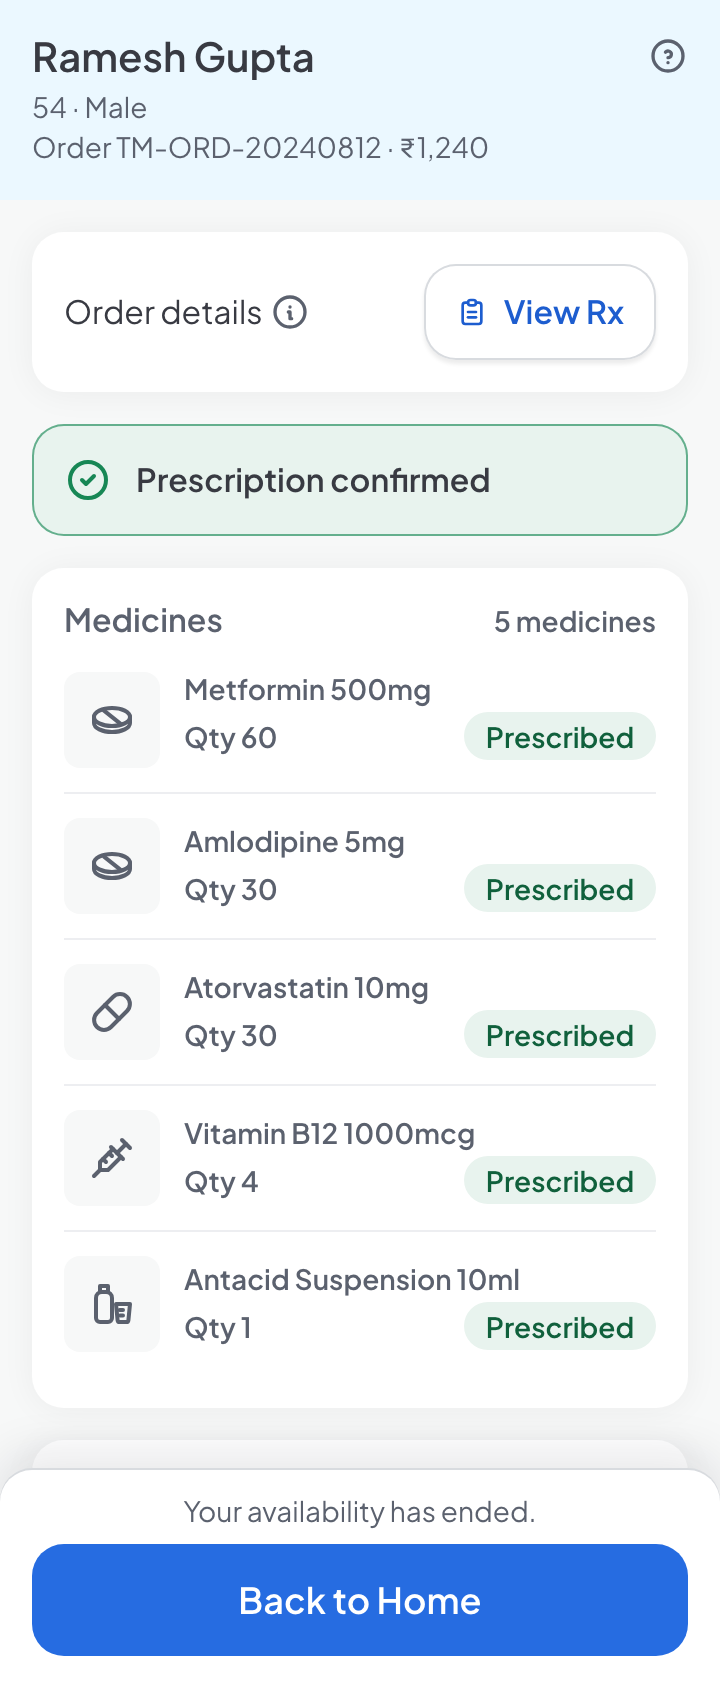 Ramesh Gupta
54 · Male
Order TM-ORD-20240812 · ₹1,240
Order details
View Rx
Prescription confirmed
Medicines
5 medicines
Metformin 500mg
Qty 60
Prescribed
Amlodipine 5mg
Qty 30
Prescribed
Atorvastatin 10mg
Qty 30
Prescribed
Vitamin B12 1000mcg
Qty 4
Prescribed
Antacid Suspension 10ml
Qty 1
Prescribed
Your availability has ended.
Back to Home